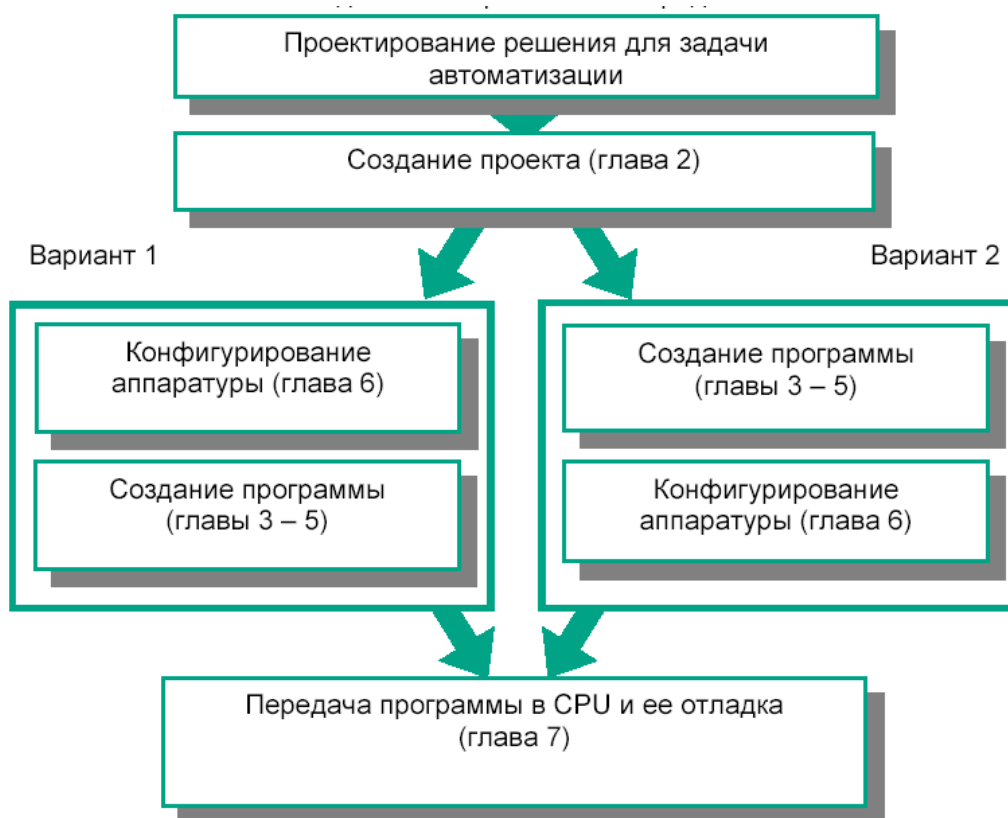 Проектирование решения для задачи
автоматизации
Создание проекта (глава 2)
Вариант 1
Вариант 2
Конфигурирование
аппаратуры (глава 6)
Создание программы
(главы 3 – 5)
Создание программы
(главы 3 – 5)
Конфигурирование
аппаратуры (глава 6)
Передача программы в CPU и ее отладка
(глава 7)